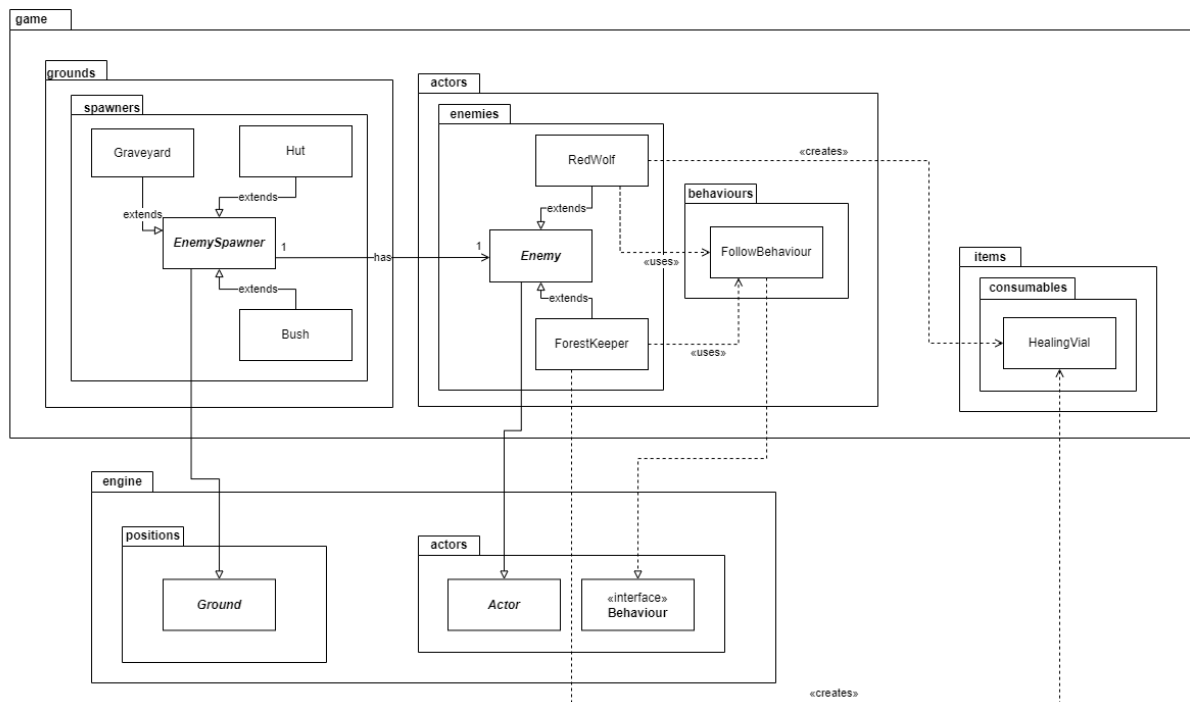 game
grounds
spawners
Graveyard
Hut
extends
extends
EnemySpawner
1
extends
Bush
has
actors
enemies
RedWolf
extends
1
Enemy
extends
ForestKeeper
behaviours
FollowBehaviour
«uses»
«uses»
«creates»
items
consumables
HealingVial
engine
positions
Ground
actors
Actor
«interface»
Behaviour
«creates»